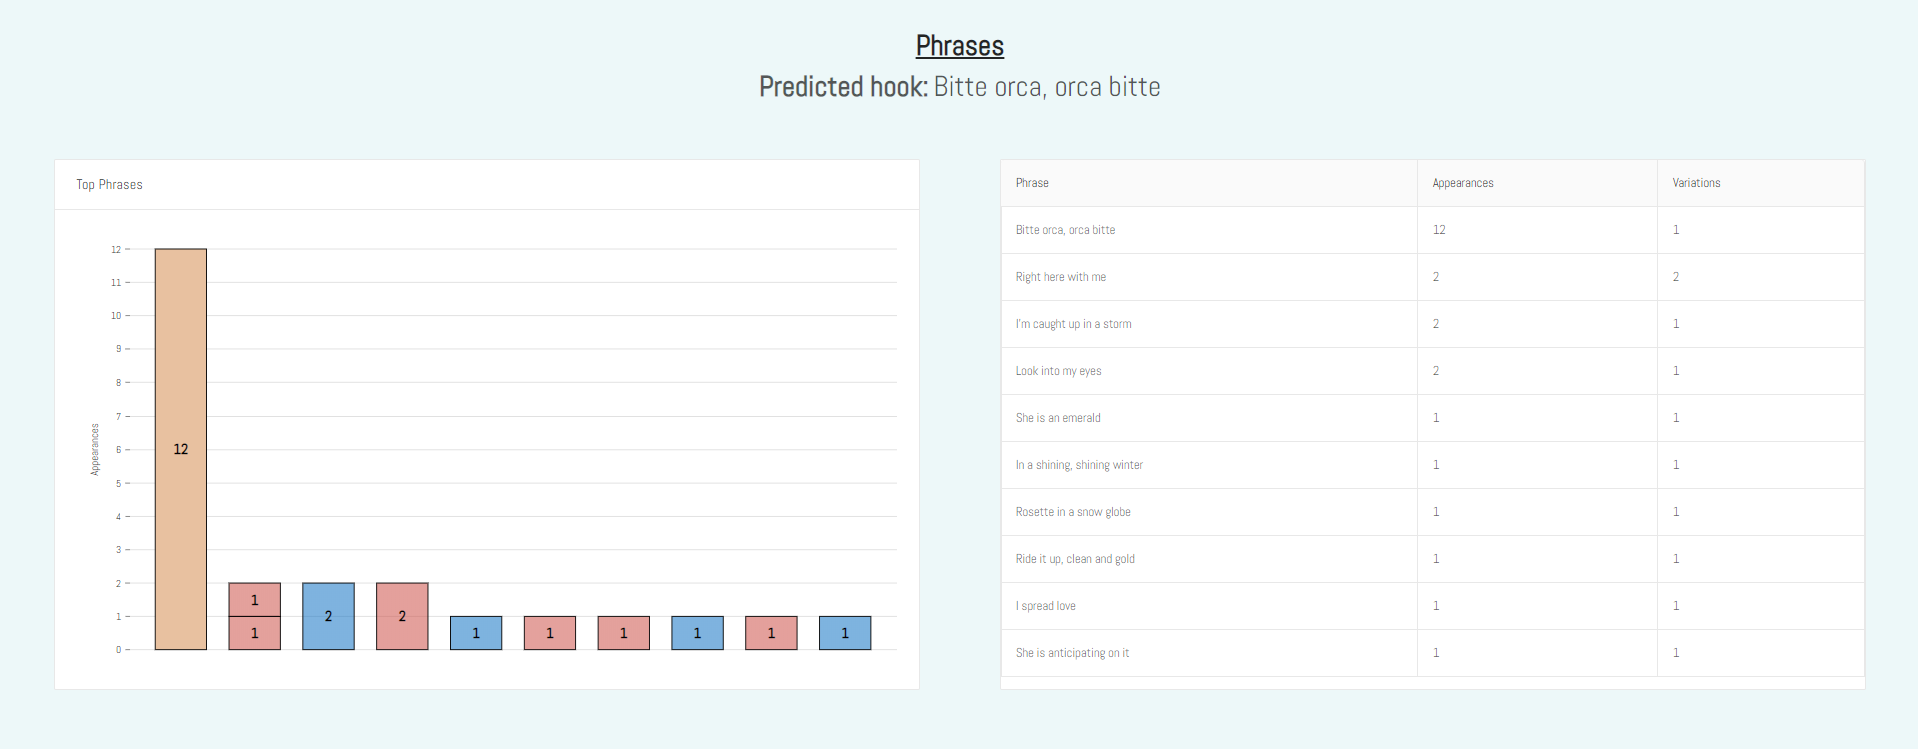 Phrases
Predicted hook: Bitte orca, orca bitte
Top Phrases
12
11
10
9
8
7
6
5
4
3
2
1
0
Appearances
12
1
1
2
2
1
1
1
1
1
1
Phrase Appearances Variations
Bitte orca, orca bitte 12 1
Right here with me 2 2
I'm caught up in a storm 2 1
Look into my eyes 2 1
She is an emerald 1 1
In a shining, shining winter 1 1
Rosette in a snow globe 1 1
Ride it up, clean and gold 1 1
I spread love 1 1
She is anticipating on it 1 1